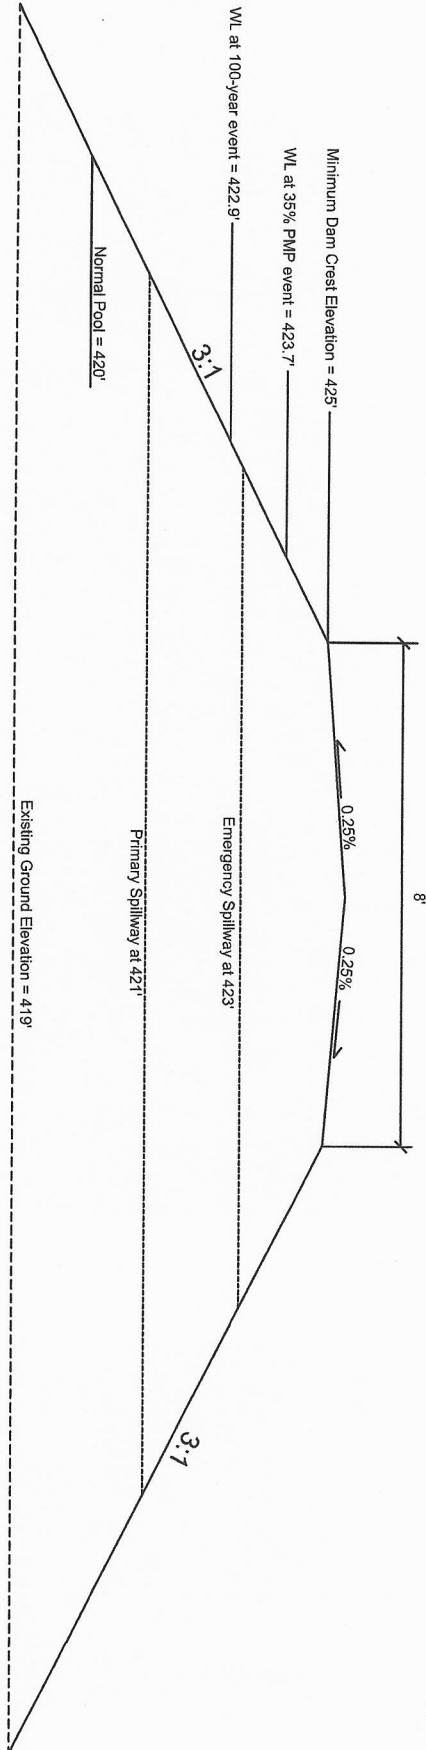 8'
Minimum Dam Crest Elevation = 425'
0.25%
0.25%
WL at 35% PMP event = 423.7'
WL at 100-year event = 422.9'
Emergency Spillway at 423'
3:1
3:1
Primary Spillway at 421'
Normal Pool = 420'
Existing Ground Elevation = 419'